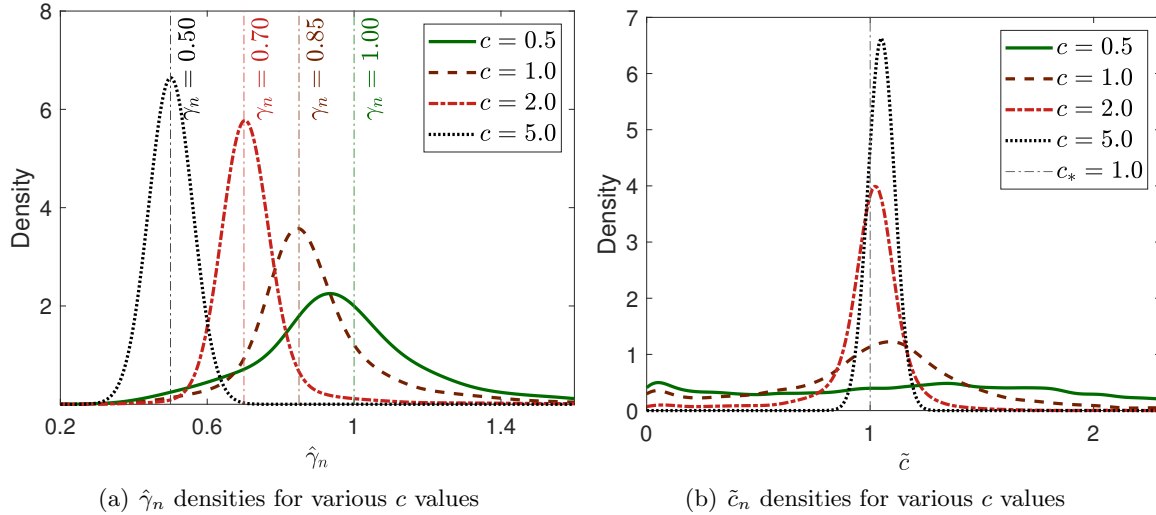 8
6
4
2
Density
0.2
0.6
1
1.4
γ̂ₙ
γₙ = 0.50
γₙ = 0.70
γₙ = 0.85
γₙ = 1.00
c = 0.5
c = 1.0
c = 2.0
c = 5.0
(a) γ̂ₙ densities for various c values
7
6
5
4
3
2
1
0
Density
0
1
2
c̃
c = 0.5
c = 1.0
c = 2.0
c = 5.0
c∗ = 1.0
(b) c̃ₙ densities for various c values